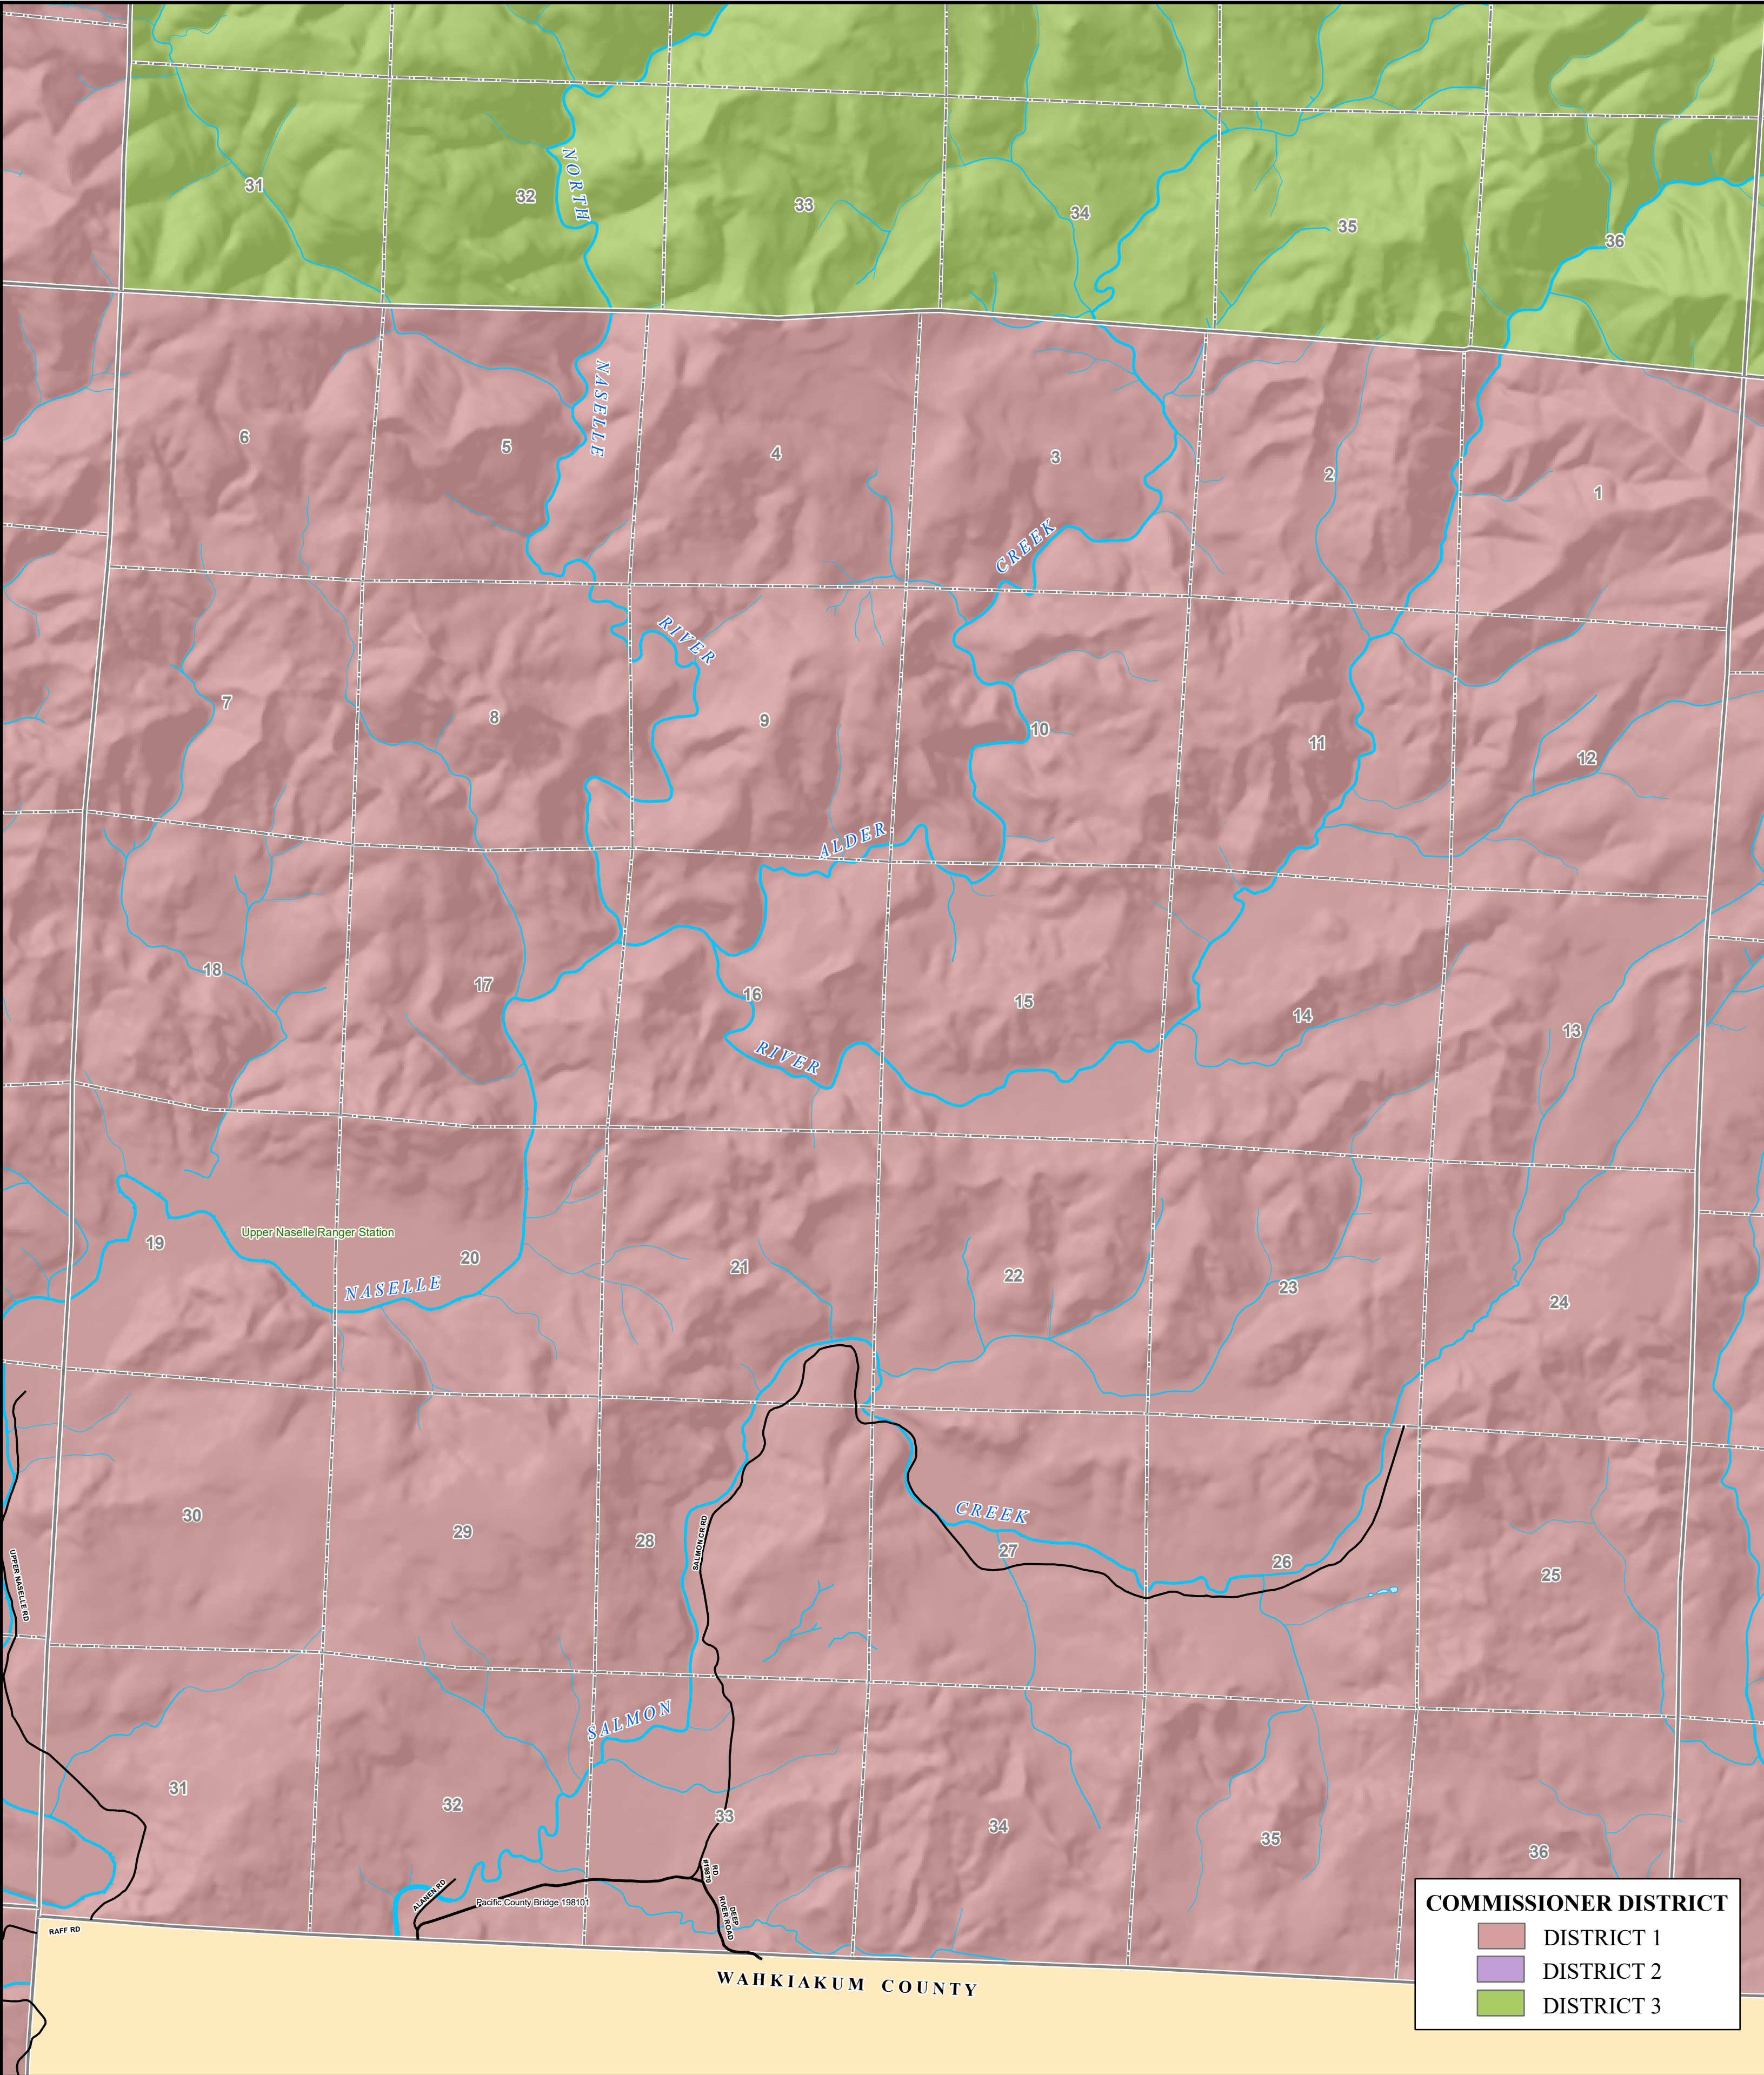 31
32
33
34
35
36
NORTH
NASELLE
6
5
4
3
2
1
CREEK
RIVER
7
8
9
10
11
12
ALDER
18
17
16
15
14
13
RIVER
Upper Naselle Ranger Station
19
20
21
22
23
24
NASELLE
30
29
28
27
26
25
CREEK
SALMON CR RD
UPPER NASELLE RD
SALMON
31
32
33
34
35
36
RD
#19870
ALANEN RD
Pacific County Bridge 198101
DEEP
RIVER ROAD
RAFF RD
WAHKIAKUM COUNTY
COMMISSIONER DISTRICT
DISTRICT 1
DISTRICT 2
DISTRICT 3